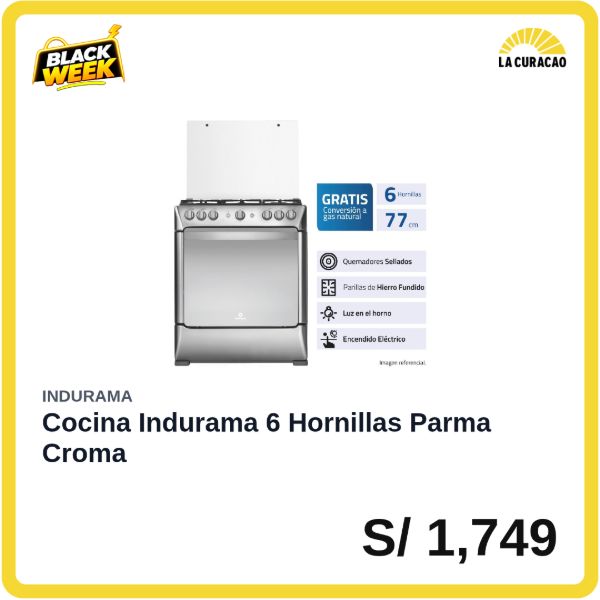 BLACK
WEEK
LA CURACAO
GRATIS
Conversión a
gas natural
6 Hornillas
77 cm
Quemadores Sellados
Parillas de Hierro Fundido
Luz en el horno
Encendido Eléctrico
Imagen referencial.
INDURAMA
Cocina Indurama 6 Hornillas Parma
Croma
S/ 1,749